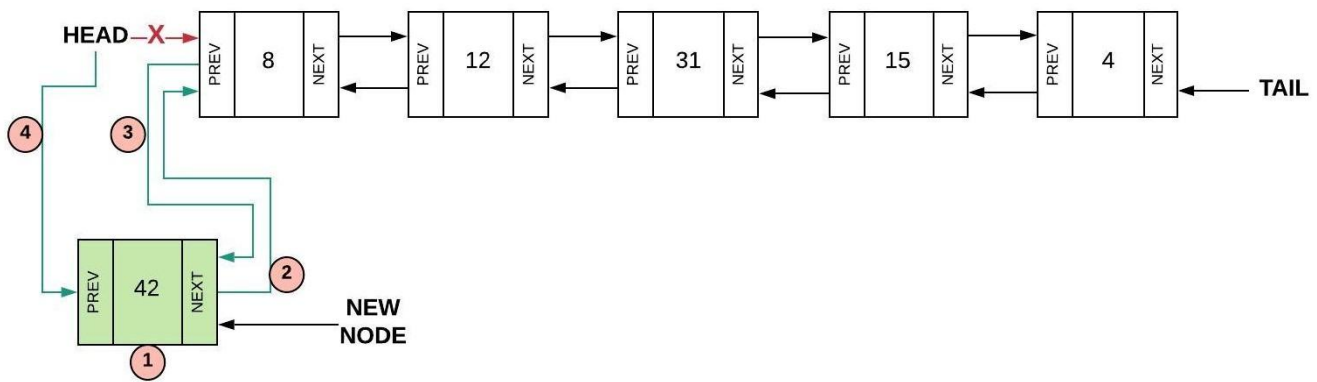 HEAD X
PREV 8 NEXT
PREV 12 NEXT
PREV 31 NEXT
PREV 15 NEXT
PREV 4 NEXT
TAIL
4
3
PREV 42 NEXT
2
NEW
NODE
1